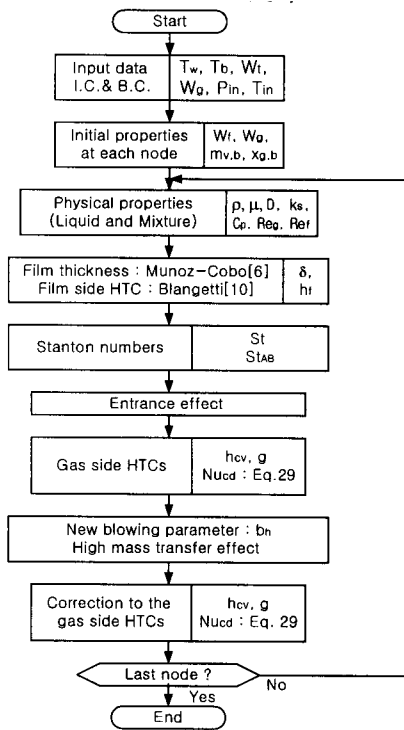 Start
Input data
I.C.& B.C.
Tw, Tb, Wt,
Wg, Pin, Tin
Initial properties
at each node
Wf, Wg,
mv,b, xg,b
Physical properties
(Liquid and Mixture)
ρ, μ, D, ks,
Cp, Reg, Ref
Film thickness : Munoz-Cobo[6]
Film side HTC : Blangetti[10]
δ,
hf
Stanton numbers
St
StAB
Entrance effect
Gas side HTCs
hcv, g
Nucd : Eq.29
New blowing parameter : bh
High mass transfer effect
Correction to the
gas side HTCs
hcv, g
Nucd : Eq.29
Last node ?
No
Yes
End